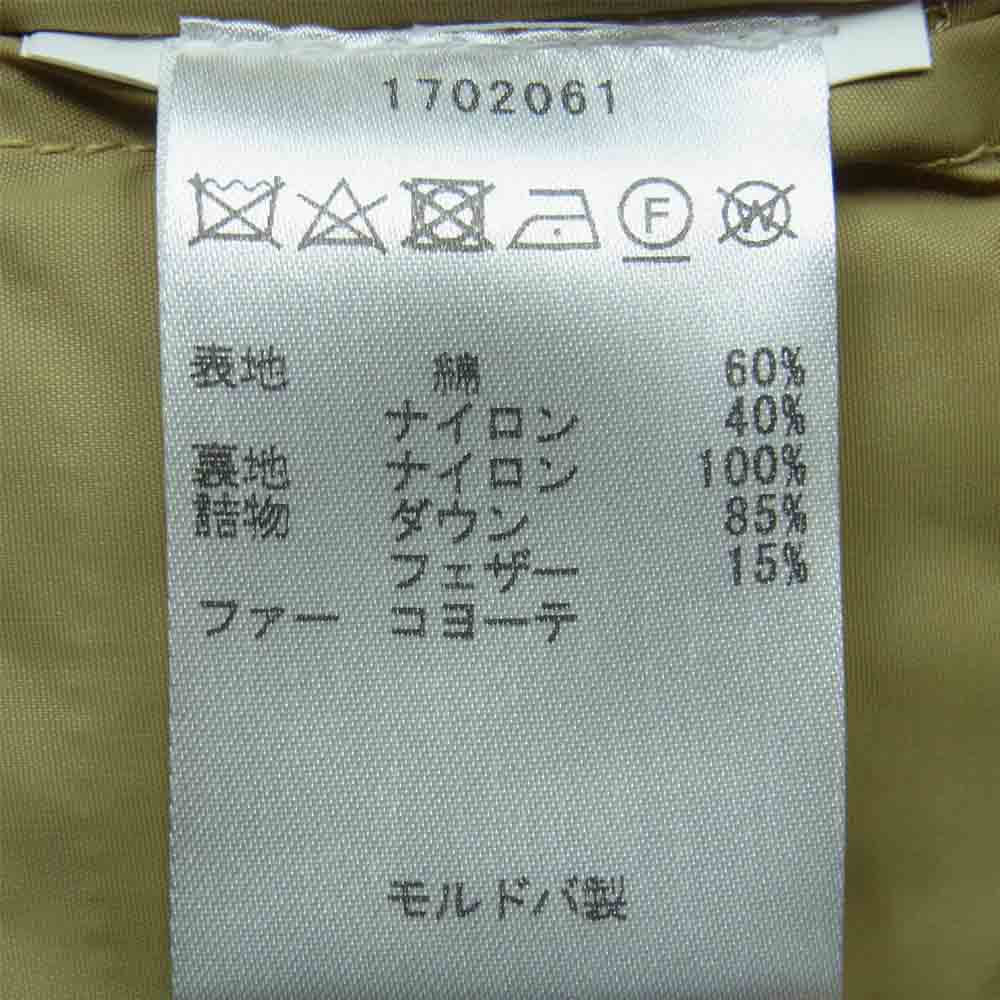 1702061
F W
表地 綿 60%
ナイロン 40%
裏地 ナイロン 100%
詰物 ダウン 85%
フェザー 15%
ファー コヨーテ
モルドバ製